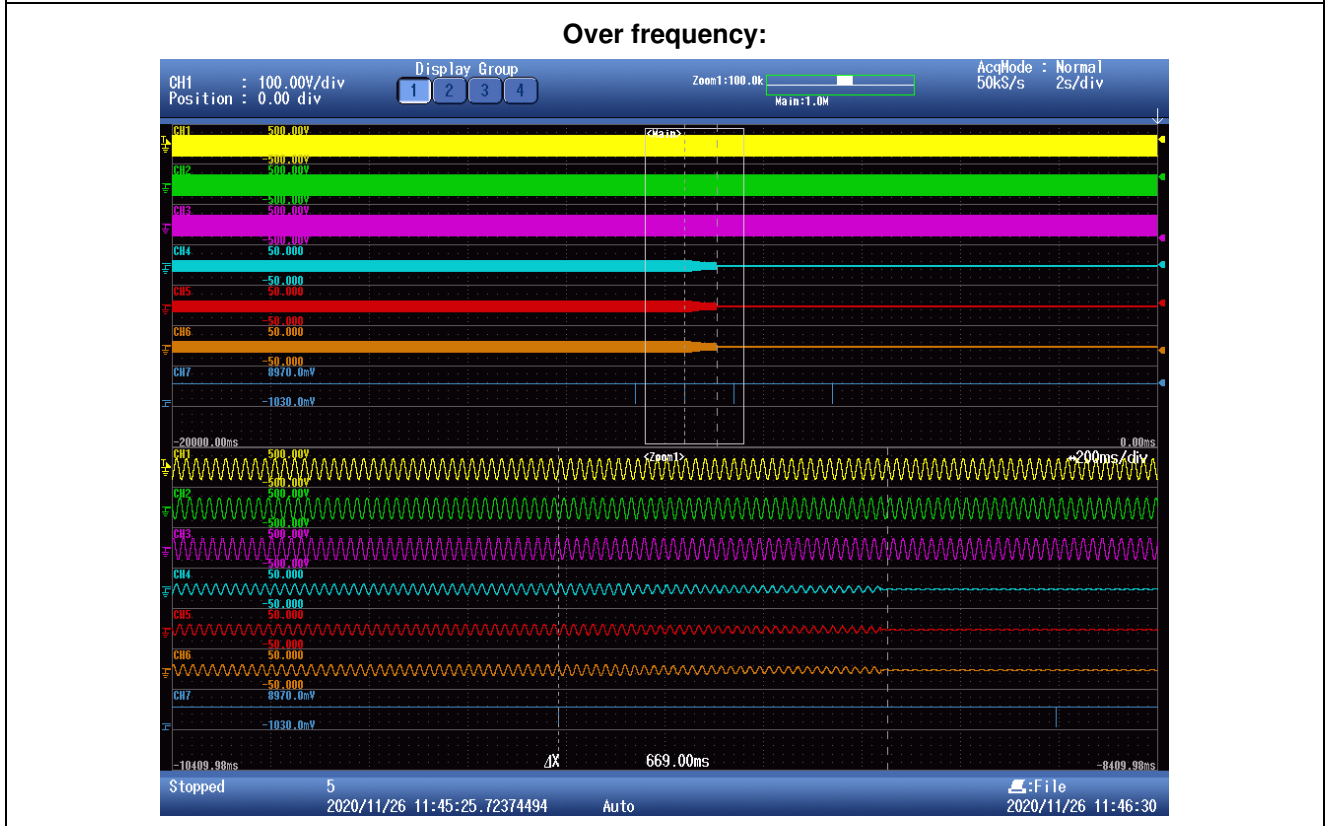 Over frequency:
CH1 : 100.00V/div
Position : 0.00 div
Display Group
1 2 3 4
Zoom1:100.0k
Main:1.0M
AcqMode : Normal
50kS/s 2s/div
CH1 500.00V
<Main>
-500.00V
CH2 500.00V
-500.00V
CH3 500.00V
-500.00V
CH4 50.000
-50.000
CH5 50.000
-50.000
CH6 50.000
-50.000
CH7 8970.0mV
-1030.0mV
-20000.00ms 0.00ms
CH1 500.00V
<Zoom1>
200ms/div
-500.00V
CH2 500.00V
-500.00V
CH3 500.00V
-500.00V
CH4 50.000
-50.000
CH5 50.000
-50.000
CH6 50.000
-50.000
CH7 8970.0mV
-1030.0mV
ΔX 669.00ms
-10409.98ms -8409.98ms
Stopped 5
:File
2020/11/26 11:45:25.72374494 Auto 2020/11/26 11:46:30